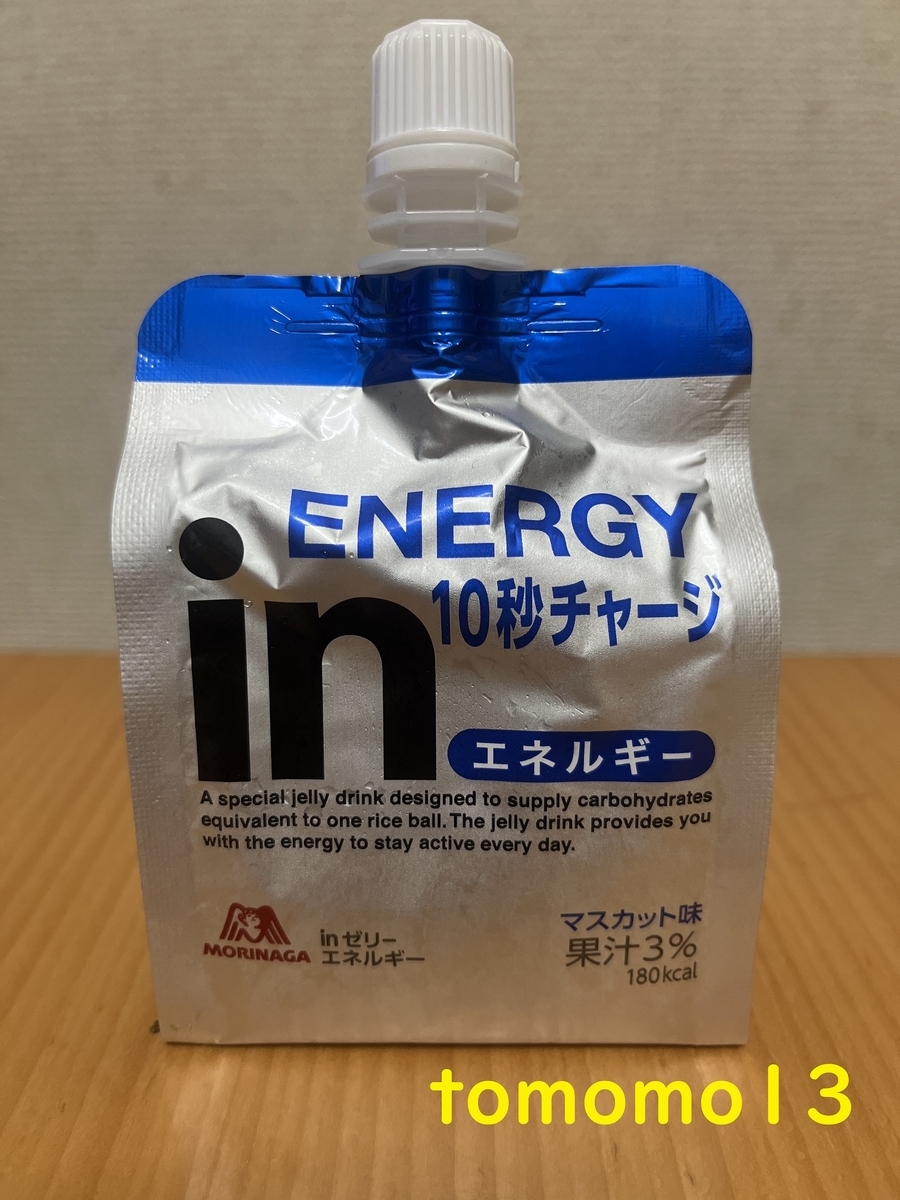 ENERGY
in
10秒チャージ
エネルギー
A special jelly drink designed to supply carbohydrates
equivalent to one rice ball. The jelly drink provides you
with the energy to stay active every day.
MORINAGA
inゼリー
エネルギー
マスカット味
果汁3%
180kcal
tomomo13